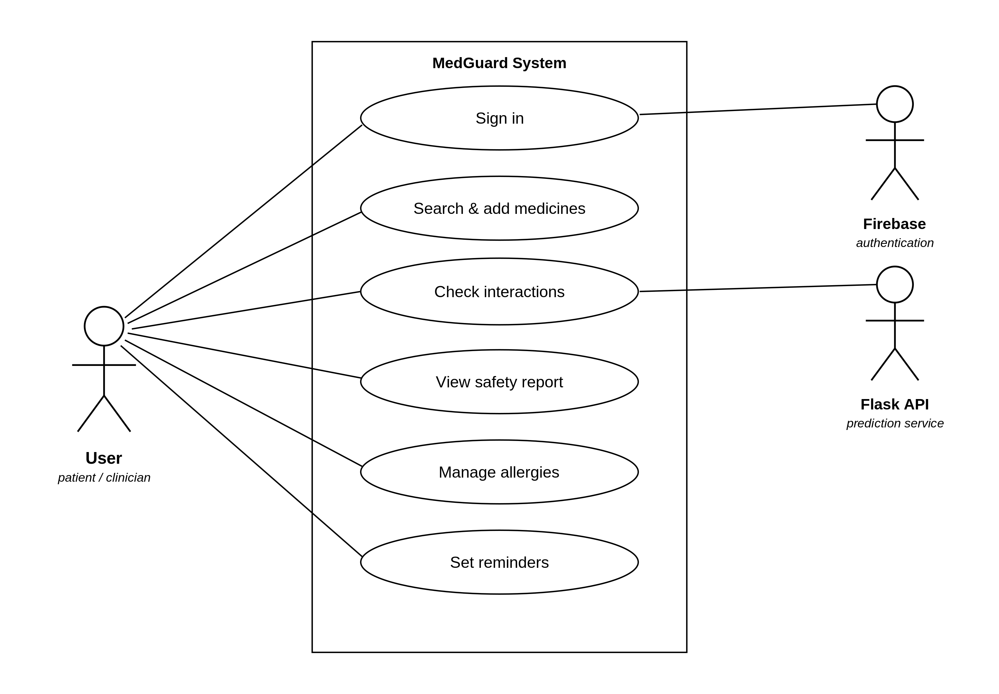 MedGuard System
Sign in
Search & add medicines
Check interactions
View safety report
Manage allergies
Set reminders
User
patient / clinician
Firebase
authentication
Flask API
prediction service